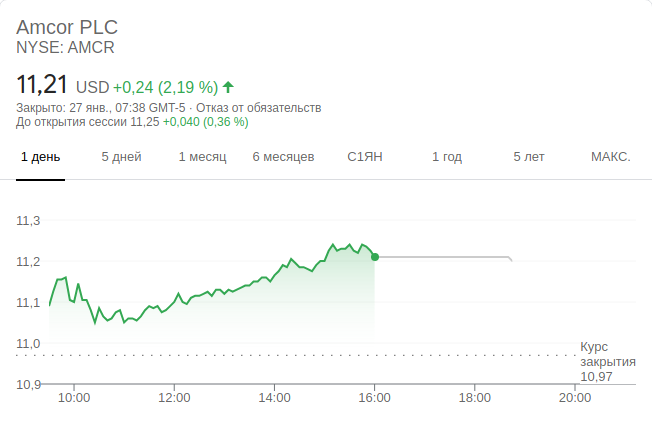 Amcor PLC
NYSE: AMCR
11,21 USD +0,24 (2,19 %)
Закрыто: 27 янв., 07:38 GMT-5 · Отказ от обязательств
До открытия сессии 11,25 +0,040 (0,36 %)
1 день 5 дней 1 месяц 6 месяцев С1ЯН 1 год 5 лет МАКС.
11,3
11,2
11,1
11,0
Курс
закрытия
10,97
10,9
10:00 12:00 14:00 16:00 18:00 20:00